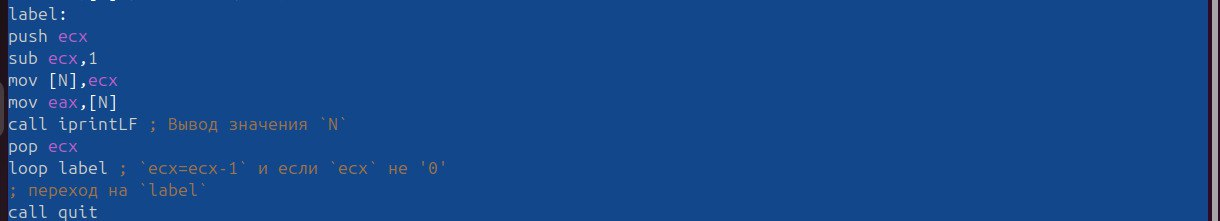 label:
push ecx
sub ecx,1
mov [N],ecx
mov eax,[N]
call iprintLF ; Вывод значения `N`
pop ecx
loop label ; `ecx=ecx-1` и если `ecx` не '0'
; переход на `label`
call quit